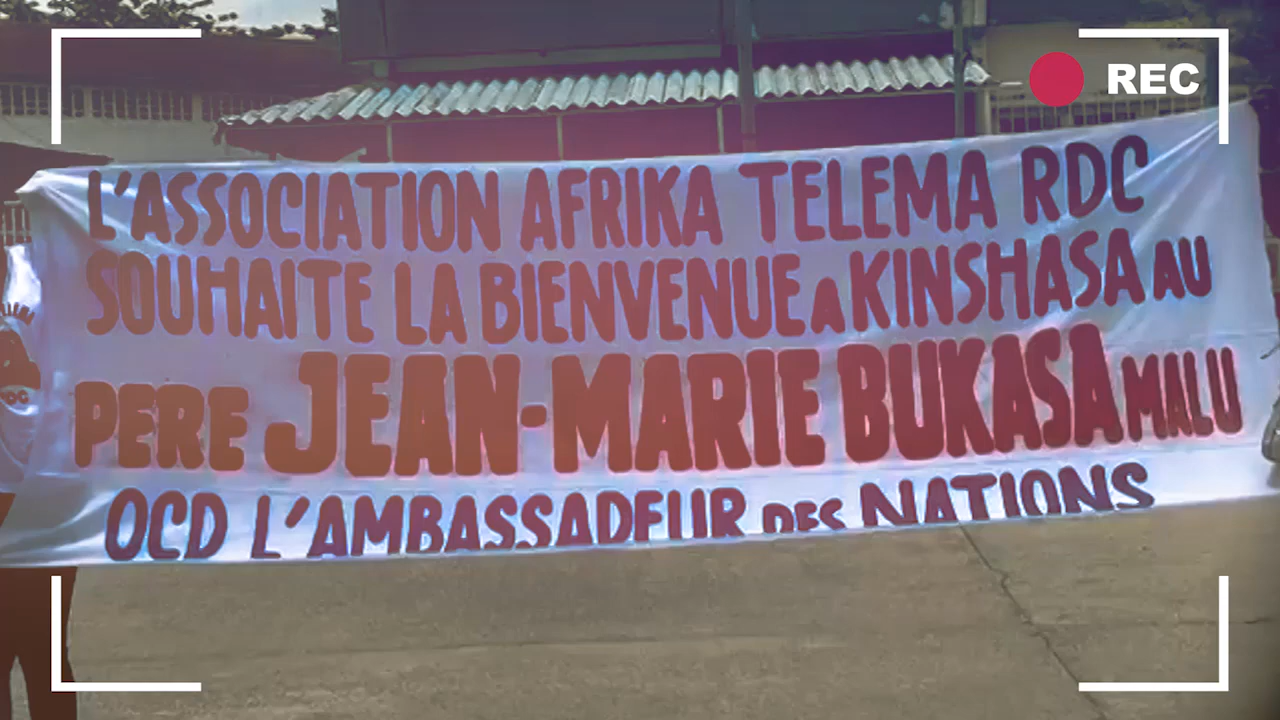 REC
L'ASSOCIATION AFRIKA TELEMA RDC
SOUHAITE LA BIENVENUE A KINSHASA AU
PERE JEAN-MARIE BUKASA MALU
OCD L'AMBASSADEUR DES NATIONS